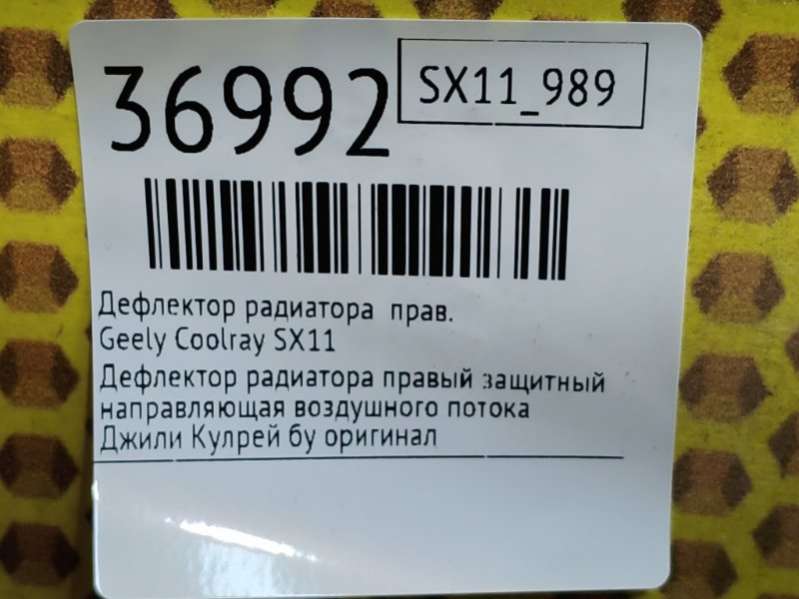 36992
SX11_989
Дефлектор радиатора прав.
Geely Coolray SX11
Дефлектор радиатора правый защитный
направляющая воздушного потока
Джили Кулрей бу оригинал